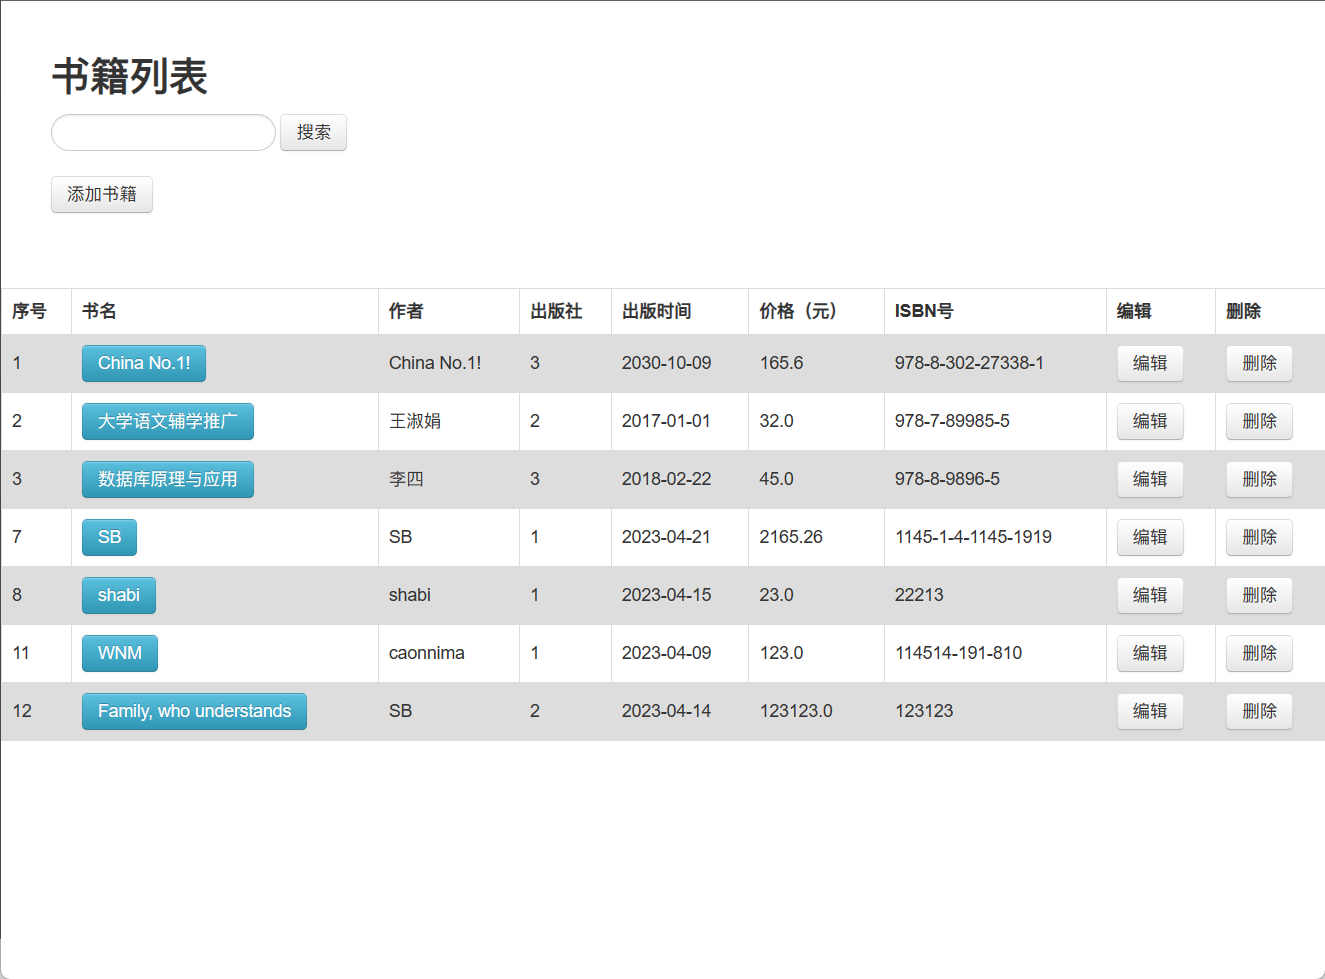 书籍列表
搜索
添加书籍
序号 书名 作者 出版社 出版时间 价格（元） ISBN号 编辑 删除
1 China No.1! China No.1! 3 2030-10-09 165.6 978-8-302-27338-1 编辑 删除
2 大学语文辅学推广 王淑娟 2 2017-01-01 32.0 978-7-89985-5 编辑 删除
3 数据库原理与应用 李四 3 2018-02-22 45.0 978-8-9896-5 编辑 删除
7 SB SB 1 2023-04-21 2165.26 1145-1-4-1145-1919 编辑 删除
8 shabi shabi 1 2023-04-15 23.0 22213 编辑 删除
11 WNM caonnima 1 2023-04-09 123.0 114514-191-810 编辑 删除
12 Family, who understands SB 2 2023-04-14 123123.0 123123 编辑 删除